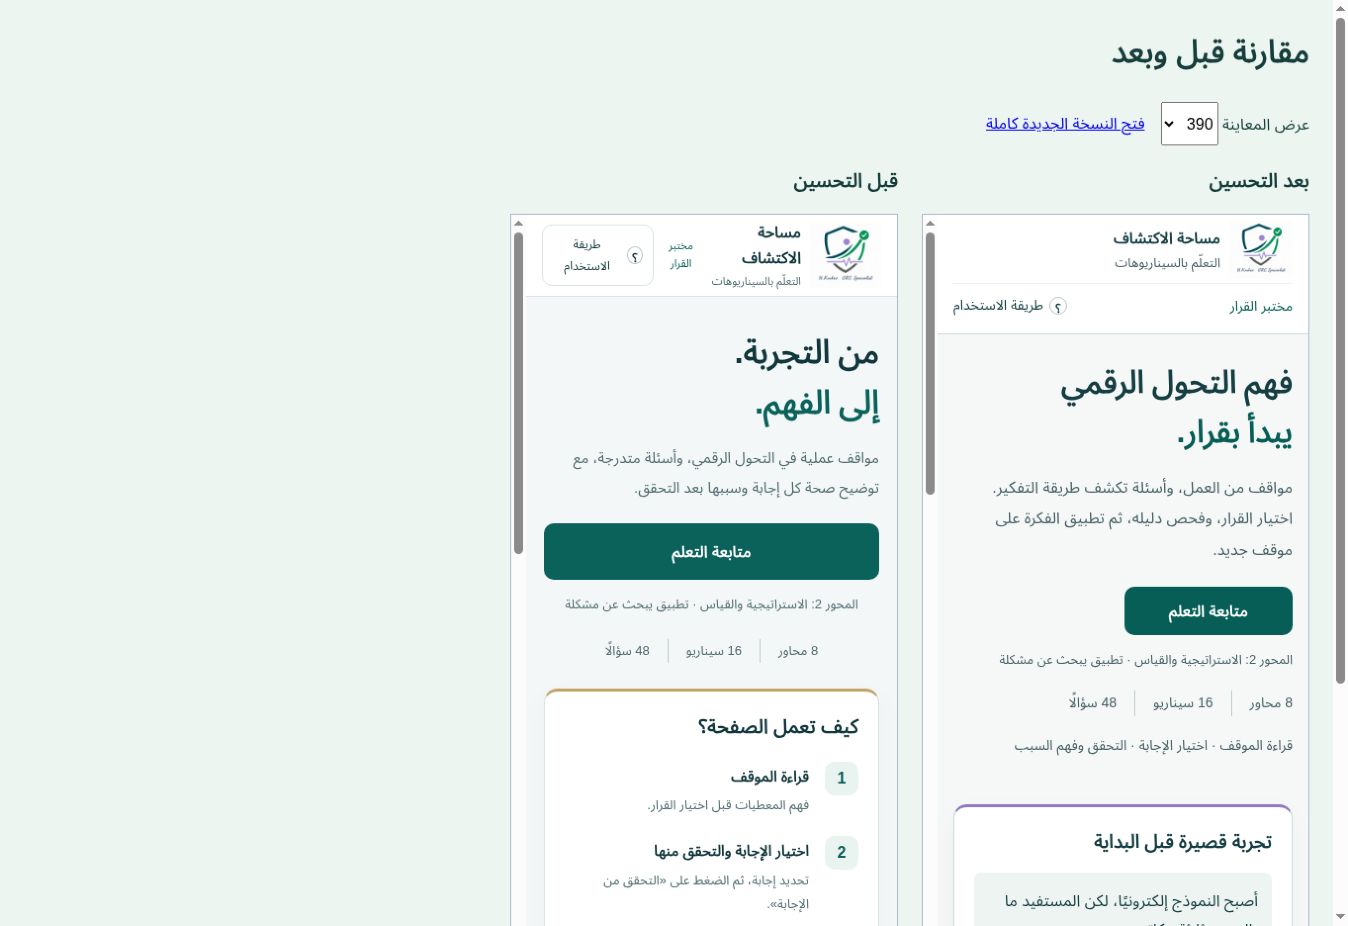 مقارنة قبل وبعد
عرض المعاينة 390 فتح النسخة الجديدة كاملة
بعد التحسين
مساحة الاكتشاف
التعلّم بالسيناريوهات
مختبر القرار
؟ طريقة الاستخدام
فهم التحول الرقمي
يبدأ بقرار.
مواقف من العمل، وأسئلة تكشف طريقة التفكير.
اختيار القرار، وفحص دليله، ثم تطبيق الفكرة على
موقف جديد.
متابعة التعلم
المحور 2: الاستراتيجية والقياس · تطبيق يبحث عن مشكلة
8 محاور
16 سيناريو
48 سؤالًا
قراءة الموقف · اختيار الإجابة · التحقق وفهم السبب
تجربة قصيرة قبل البداية
أصبح النموذج إلكترونيًا، لكن المستفيد ما
قبل التحسين
مساحة
الاكتشاف
التعلّم بالسيناريوهات
مختبر
القرار
؟ طريقة
الاستخدام
من التجربة.
إلى الفهم.
مواقف عملية في التحول الرقمي، وأسئلة متدرجة، مع
توضيح صحة كل إجابة وسببها بعد التحقق.
متابعة التعلم
المحور 2: الاستراتيجية والقياس · تطبيق يبحث عن مشكلة
8 محاور
16 سيناريو
48 سؤالًا
كيف تعمل الصفحة؟
1 قراءة الموقف
فهم المعطيات قبل اختيار القرار.
2 اختيار الإجابة والتحقق منها
تحديد إجابة، ثم الضغط على «التحقق من
الإجابة».